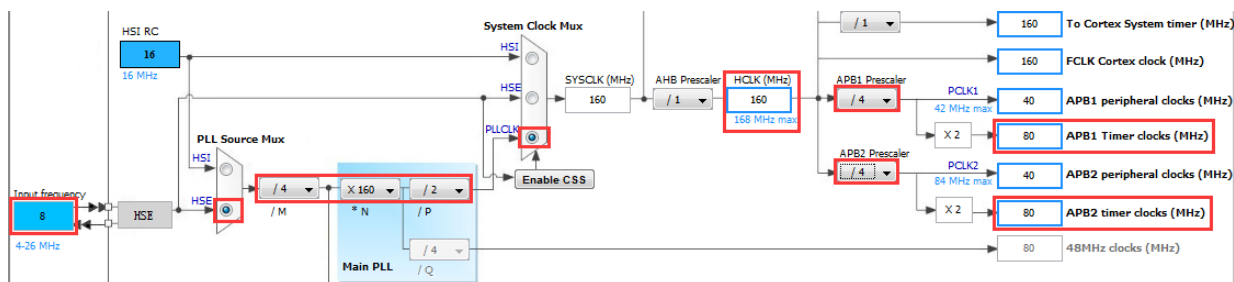 System Clock Mux
HSI RC
16
16 MHz
HSI
HSE
PLLCLK
SYSCLK (MHz)
160
AHB Prescaler
/ 1
HCLK (MHz)
160
168 MHz max
/ 1
160
To Cortex System timer (MHz)
160
FCLK Cortex clock (MHz)
APB1 Prescaler
/ 4
PCLK1
42 MHz max
40
APB1 peripheral clocks (MHz)
X 2
80
APB1 Timer clocks (MHz)
APB2 Prescaler
/ 4
PCLK2
84 MHz max
40
APB2 peripheral clocks (MHz)
X 2
80
APB2 timer clocks (MHz)
80
48MHz clocks (MHz)
Enable CSS
PLL Source Mux
HSI
HSE
Input frequency
8
4-26 MHz
HSE
/ 4
/ M
X 160
* N
/ 2
/ P
/ 4
/ Q
Main PLL